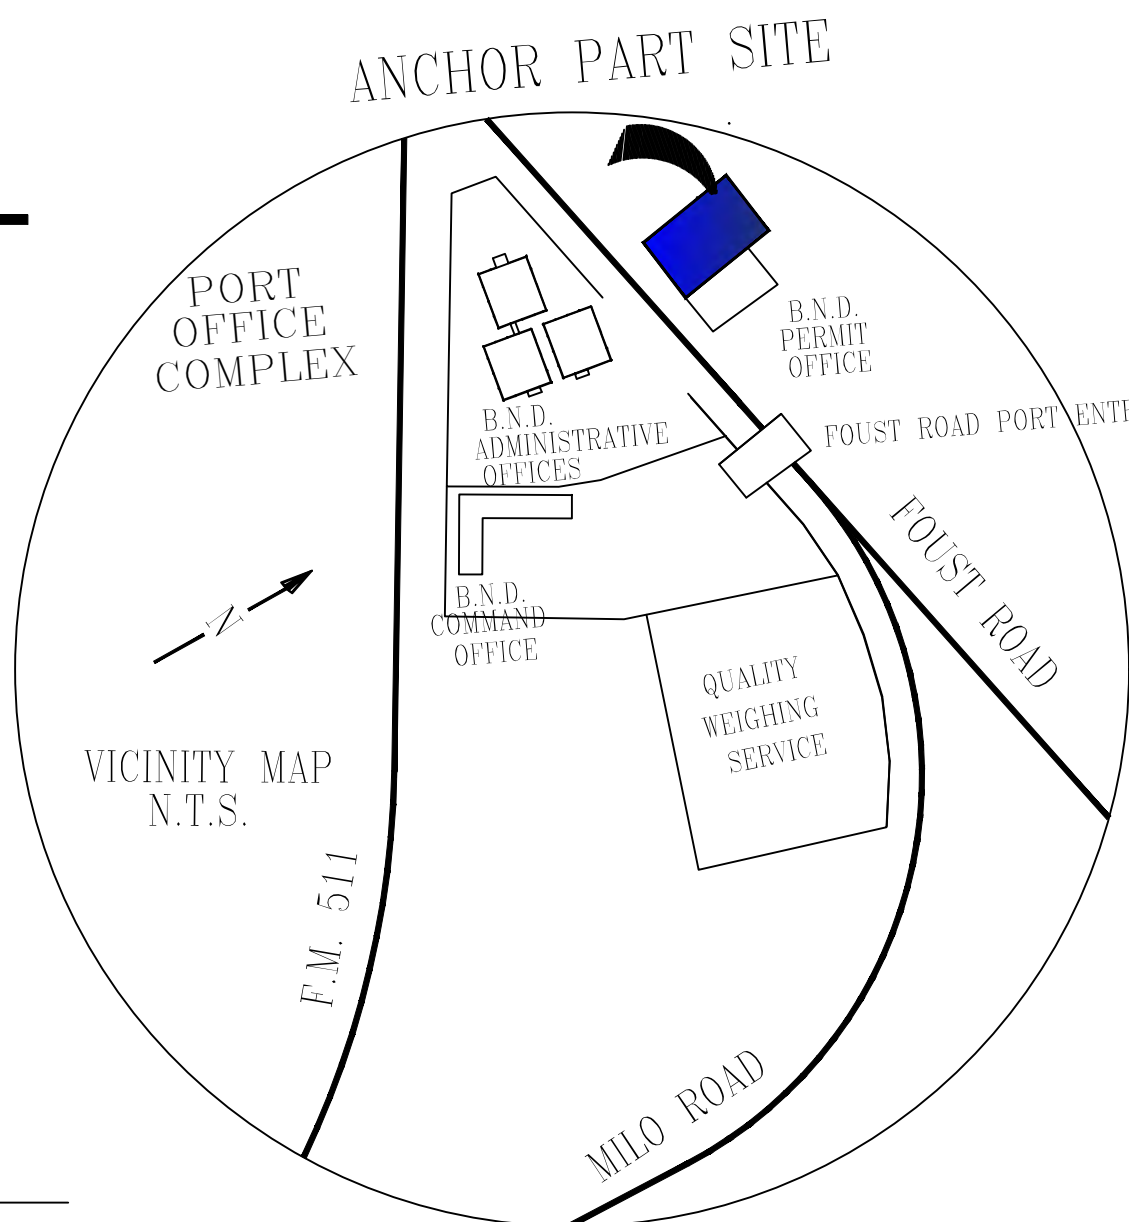 ANCHOR PART SITE
PORT
OFFICE
COMPLEX
B.N.D.
PERMIT
OFFICE
B.N.D.
ADMINISTRATIVE
OFFICES
FOUST ROAD PORT
FOUST ROAD
N
B.N.D.
COMMAND
OFFICE
QUALITY
WEIGHING
SERVICE
VICINITY MAP
N.T.S.
F.M. 511
MILO ROAD